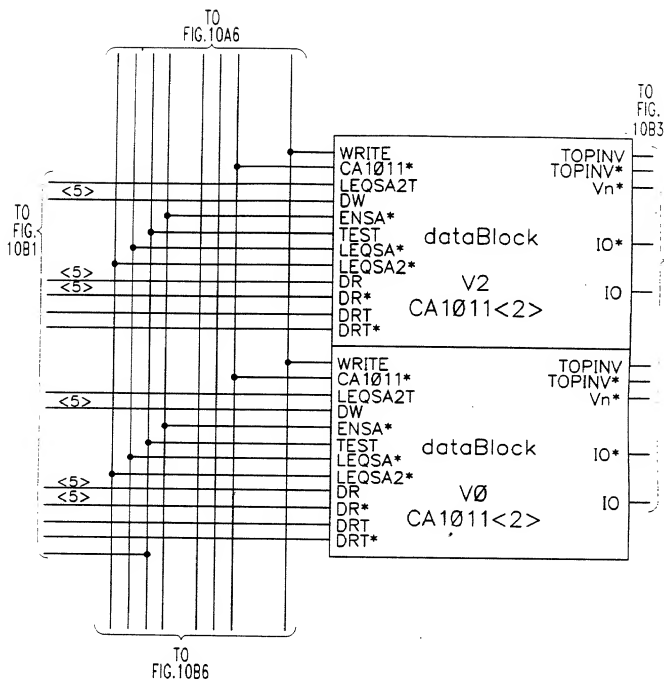 TO
FIG.10A6
TO
FIG.
10B3
TO
FIG.
10B1
WRITE
CA1Ø11*
<5>
LEQSA2T
DW
ENSA*
TEST
LEQSA*
LEQSA2*
<5>
DR
<5>
DR*
DRT
DRT*
dataBlock
V2
CA1Ø11<2>
TOPINV
TOPINV*
Vn*
IO*
IO
WRITE
CA1Ø11*
LEQSA2T
<5>
DW
ENSA*
TEST
LEQSA*
LEQSA2*
<5>
DR
<5>
DR*
DRT
DRT*
dataBlock
VØ
CA1Ø11<2>
TOPINV
TOPINV*
Vn*
IO*
IO
TO
FIG.10B6